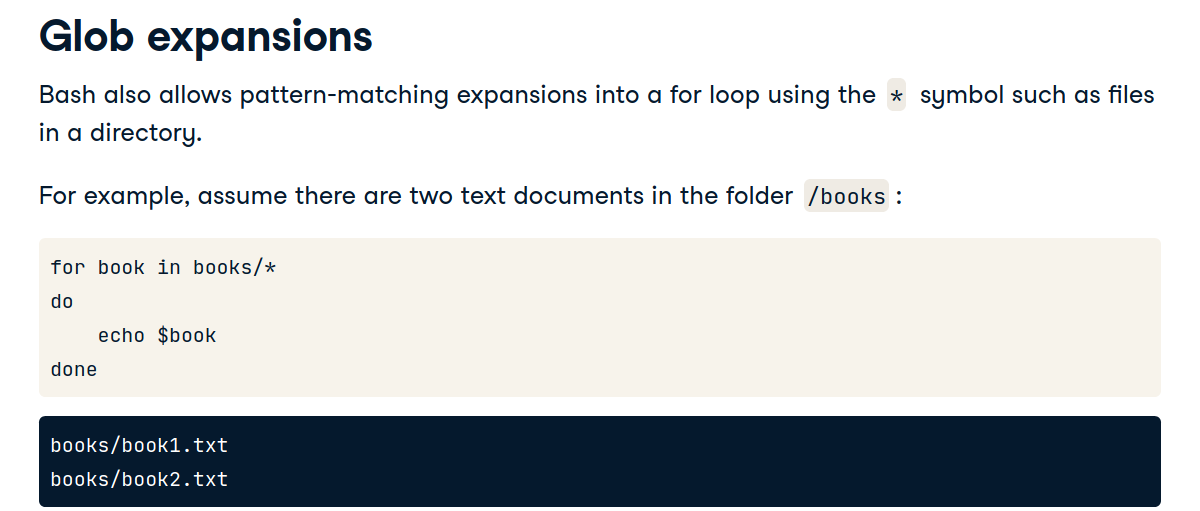 Glob expansions
Bash also allows pattern-matching expansions into a for loop using the * symbol such as files
in a directory.
For example, assume there are two text documents in the folder /books :
for book in books/*
do
    echo $book
done
books/book1.txt
books/book2.txt